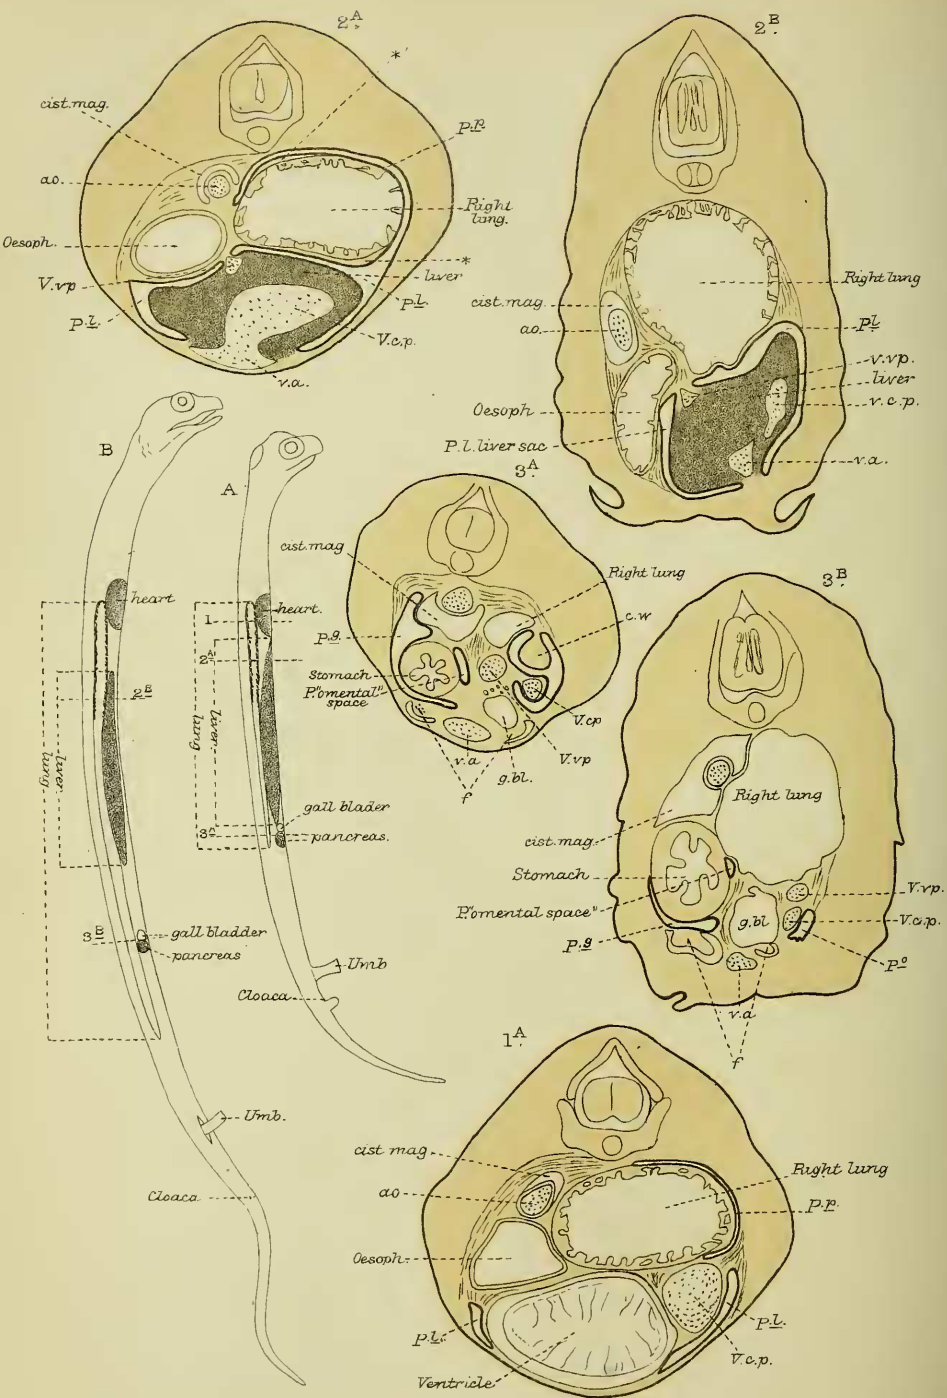 2A.
cist.mag.
ao.
Oesoph.
V.vp
P.l.
*'
P.p.
Right lung.
*
liver
P.l.
V.c.p.
v.a.
2B.
Right lung
cist.mag.
ao.
P.l
v.vp.
liver
v.c.p.
Oesoph
P.l. liver sac
v.a.
B
heart
2B
liver
lung
3B
gall bladder
pancreas
Umb.
Cloaca
A
heart.
1
2A
liver
lung
gall blader
3A
pancreas.
Umb
Cloaca
3A
cist.mag
Right lung
c.w
P.g
Stomach
P."omental"
space
V.cp
V.vp
v.a
g.bl.
f
3B
Right lung
cist.mag.
Stomach
P."omental space"
P.g
g.bl
V.vp.
V.c.p.
P.o
v.a
f
1A.
cist mag
ao
Oesoph.
Right lung
P.p.
P.l.
P.l.
V.c.p.
Ventricle